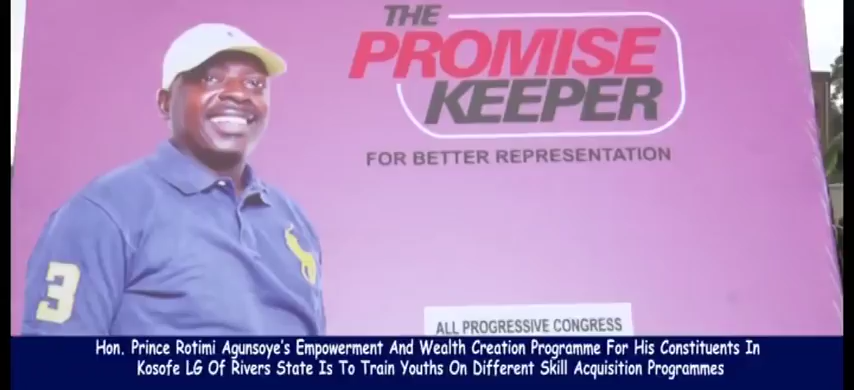 THE
PROMISE
KEEPER
FOR BETTER REPRESENTATION
3
ALL PROGRESSIVE CONGRESS
Hon. Prince Rotimi Agunsoye's Empowerment And Wealth Creation Programme For His Constituents In
Kosofe LG Of Rivers State Is To Train Youths On Different Skill Acquisition Programmes